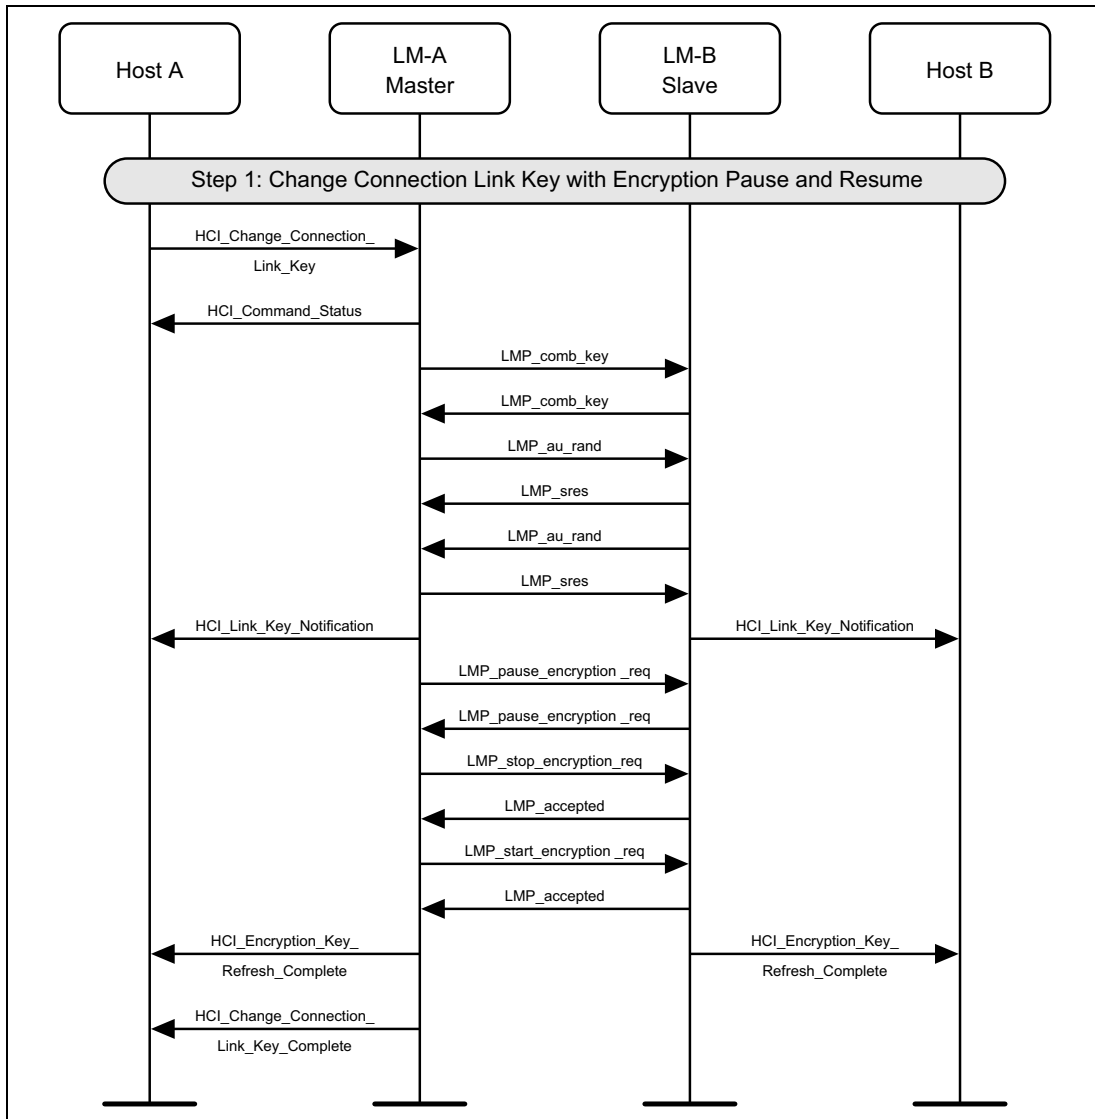 Host A
LM-A
Master
LM-B
Slave
Host B
Step 1: Change Connection Link Key with Encryption Pause and Resume
HCI_Change_Connection_
Link_Key
HCI_Command_Status
LMP_comb_key
LMP_comb_key
LMP_au_rand
LMP_sres
LMP_au_rand
LMP_sres
HCI_Link_Key_Notification
HCI_Link_Key_Notification
LMP_pause_encryption _req
LMP_pause_encryption _req
LMP_stop_encryption_req
LMP_accepted
LMP_start_encryption _req
LMP_accepted
HCI_Encryption_Key_
Refresh_Complete
HCI_Encryption_Key_
Refresh_Complete
HCI_Change_Connection_
Link_Key_Complete